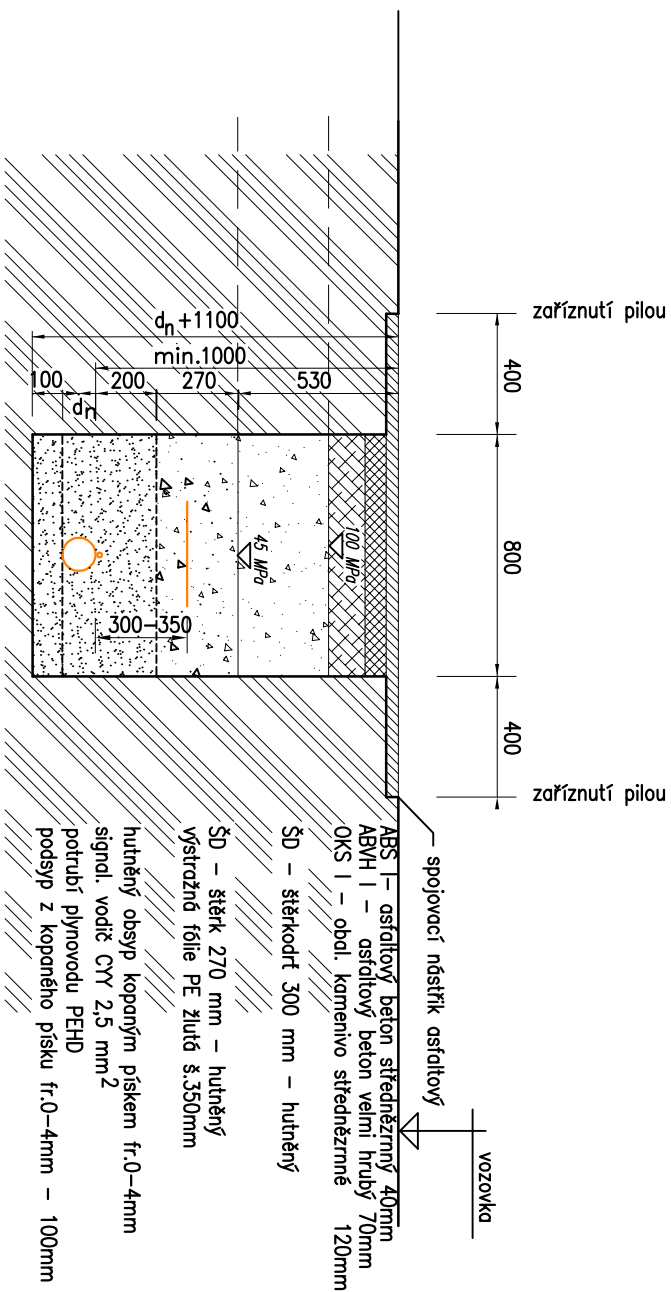 zaříznutí pilou
400
800
400
zaříznutí pilou
dn+1100
min.1000
100
dn
200
270
530
300-350
45 MPa
100 MPa
vozovka
spojovací nástřik asfaltový
ABS I- asfaltový beton střednězrnný 40mm
ABVH I - asfaltový beton velmi hrubý 70mm
OKS I - obal. kamenivo střednězrnné 120mm
ŠD - štěrkodrť 300 mm - hutněný
ŠD - štěrk 270 mm - hutněný
výstražná fólie PE žlutá š.350mm
hutněný obsyp kopaným pískem fr.0-4mm
signal. vodič CYY 2,5 mm²
potrubí plynovodu PEHD
podsyp z kopaného písku fr.0-4mm - 100mm